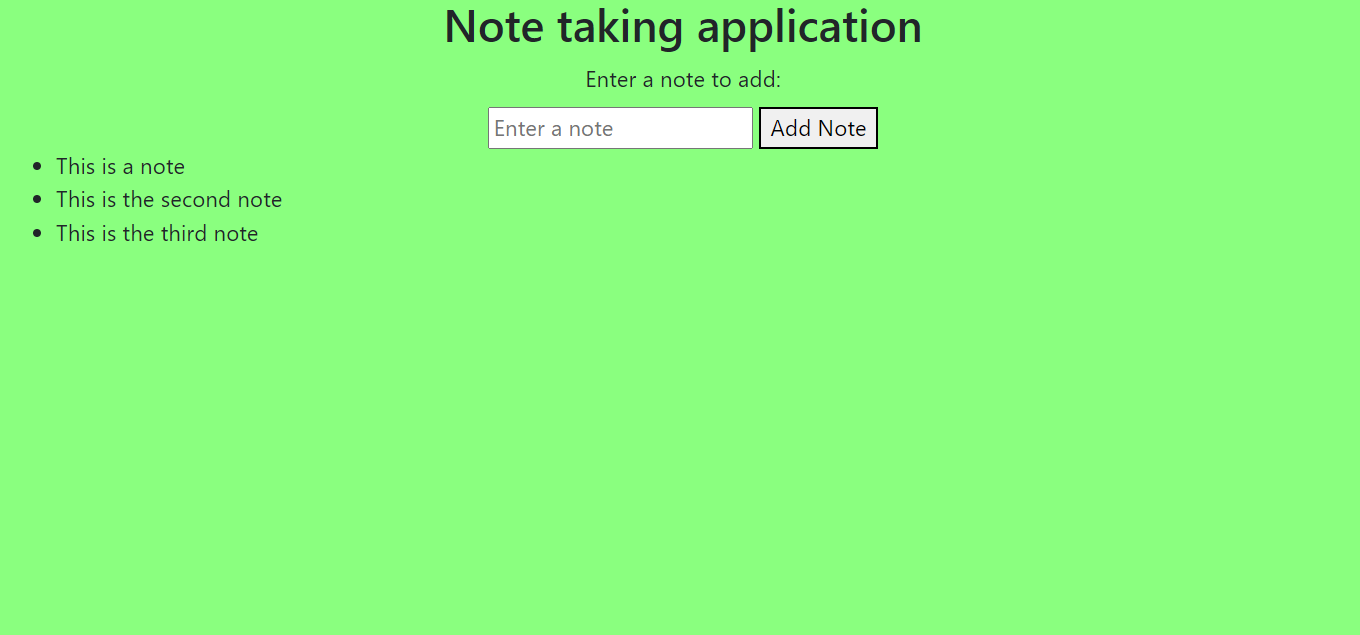 Note taking application
Enter a note to add:
Enter a note Add Note
This is a note
This is the second note
This is the third note